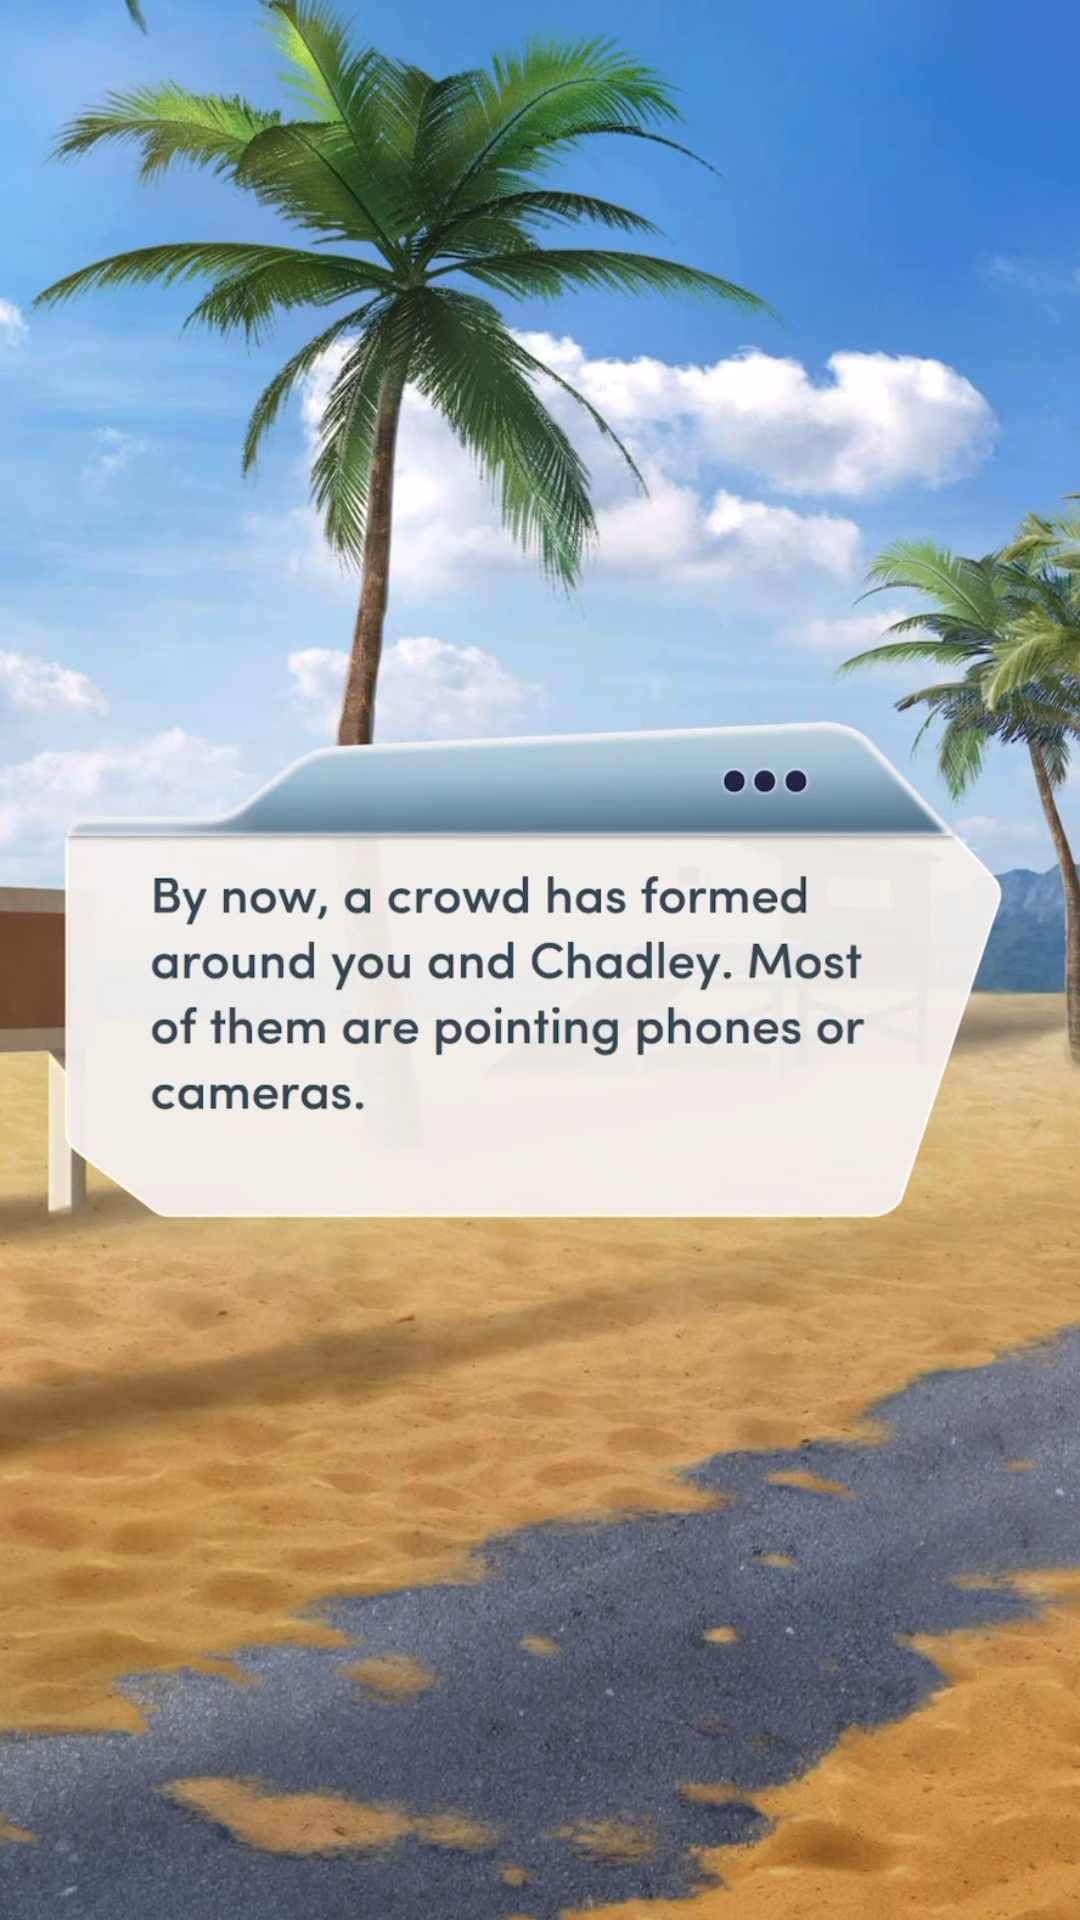 By now, a crowd has formed
around you and Chadley. Most
of them are pointing phones or
cameras.